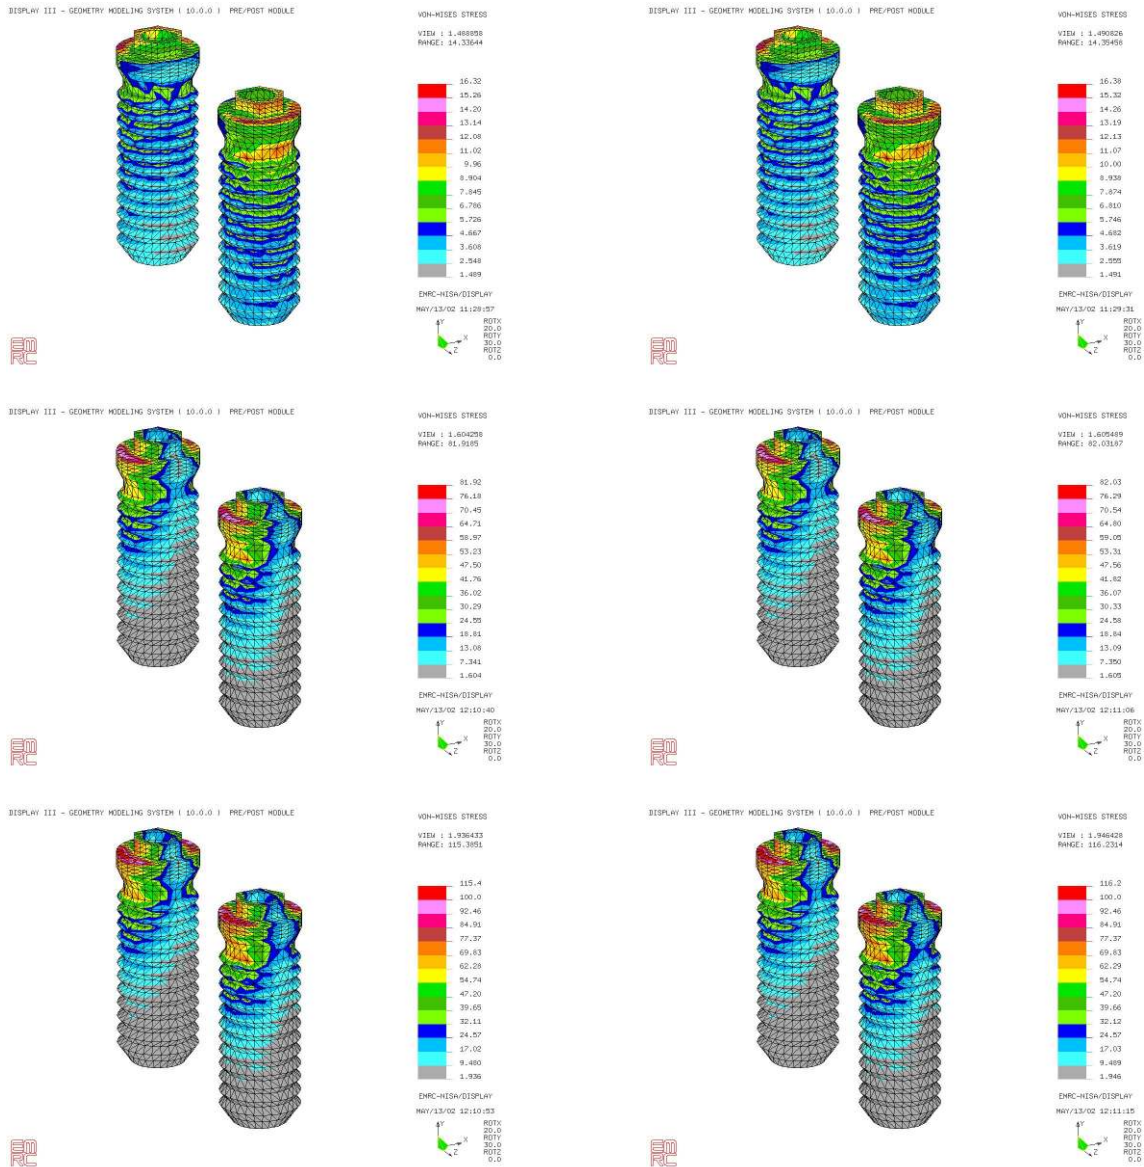 DISPLAY III - GEOMETRY MODELING SYSTEM ( 10.0.0 ) PRE/POST MODULE
VON-MISES STRESS
VIEW : 1.488858
RANGE: 14.33644
16.32
15.26
14.20
13.14
12.08
11.02
9.96
8.904
7.845
6.786
5.726
4.667
3.608
2.548
1.489
EMRC-NISA/DISPLAY
MAY/13/02 11:28:57
Y
X
Z
ROTX
20.0
ROTY
30.0
ROTZ
0.0
EMRC
DISPLAY III - GEOMETRY MODELING SYSTEM ( 10.0.0 ) PRE/POST MODULE
VON-MISES STRESS
VIEW : 1.490826
RANGE: 14.35458
16.38
15.32
14.26
13.19
12.13
11.07
10.00
8.938
7.874
6.810
5.746
4.682
3.619
2.555
1.491
EMRC-NISA/DISPLAY
MAY/13/02 11:29:31
Y
X
Z
ROTX
20.0
ROTY
30.0
ROTZ
0.0
EMRC
DISPLAY III - GEOMETRY MODELING SYSTEM ( 10.0.0 ) PRE/POST MODULE
VON-MISES STRESS
VIEW : 1.604258
RANGE: 81.9185
81.92
76.18
70.45
64.71
58.97
53.23
47.50
41.76
36.02
30.29
24.55
18.81
13.08
7.341
1.604
EMRC-NISA/DISPLAY
MAY/13/02 12:10:40
Y
X
Z
ROTX
20.0
ROTY
30.0
ROTZ
0.0
EMRC
DISPLAY III - GEOMETRY MODELING SYSTEM ( 10.0.0 ) PRE/POST MODULE
VON-MISES STRESS
VIEW : 1.605489
RANGE: 82.03187
82.03
76.29
70.54
64.80
59.05
53.31
47.56
41.82
36.07
30.33
24.58
18.84
13.09
7.350
1.605
EMRC-NISA/DISPLAY
MAY/13/02 12:11:06
Y
X
Z
ROTX
20.0
ROTY
30.0
ROTZ
0.0
EMRC
DISPLAY III - GEOMETRY MODELING SYSTEM ( 10.0.0 ) PRE/POST MODULE
VON-MISES STRESS
VIEW : 1.936433
RANGE: 115.3851
115.4
100.0
92.46
84.91
77.37
69.83
62.28
54.74
47.20
39.65
32.11
24.57
17.02
9.480
1.936
EMRC-NISA/DISPLAY
MAY/13/02 12:10:53
Y
X
Z
ROTX
20.0
ROTY
30.0
ROTZ
0.0
EMRC
DISPLAY III - GEOMETRY MODELING SYSTEM ( 10.0.0 ) PRE/POST MODULE
VON-MISES STRESS
VIEW : 1.946428
RANGE: 116.2314
116.2
100.0
92.46
84.91
77.37
69.83
62.29
54.74
47.20
39.66
32.12
24.57
17.03
9.489
1.946
EMRC-NISA/DISPLAY
MAY/13/02 12:11:15
Y
X
Z
ROTX
20.0
ROTY
30.0
ROTZ
0.0
EMRC